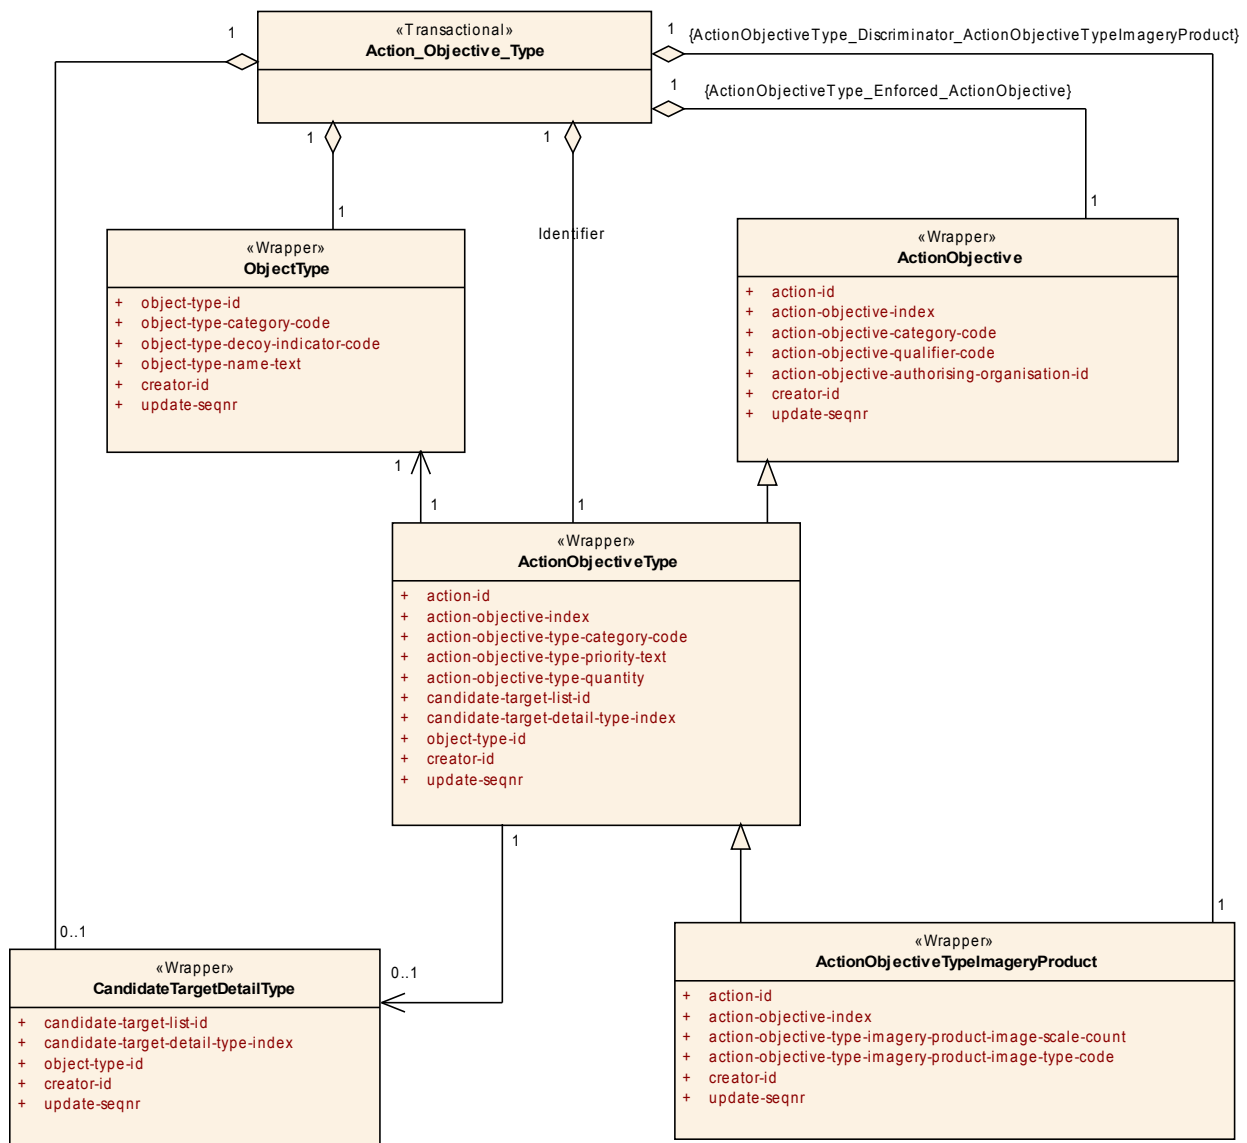 «Transactional»
Action_Objective_Type
1
1
{ActionObjectiveType_Discriminator_ActionObjectiveTypeImageryProduct}
1
{ActionObjectiveType_Enforced_ActionObjective}
1
1
1
1
Identifier
«Wrapper»
ObjectType
+ object-type-id
+ object-type-category-code
+ object-type-decoy-indicator-code
+ object-type-name-text
+ creator-id
+ update-seqnr
«Wrapper»
ActionObjective
+ action-id
+ action-objective-index
+ action-objective-category-code
+ action-objective-qualifier-code
+ action-objective-authorising-organisation-id
+ creator-id
+ update-seqnr
1
1
1
«Wrapper»
ActionObjectiveType
+ action-id
+ action-objective-index
+ action-objective-type-category-code
+ action-objective-type-priority-text
+ action-objective-type-quantity
+ candidate-target-list-id
+ candidate-target-detail-type-index
+ object-type-id
+ creator-id
+ update-seqnr
1
1
0..1
0..1
«Wrapper»
CandidateTargetDetailType
+ candidate-target-list-id
+ candidate-target-detail-type-index
+ object-type-id
+ creator-id
+ update-seqnr
«Wrapper»
ActionObjectiveTypeImageryProduct
+ action-id
+ action-objective-index
+ action-objective-type-imagery-product-image-scale-count
+ action-objective-type-imagery-product-image-type-code
+ creator-id
+ update-seqnr